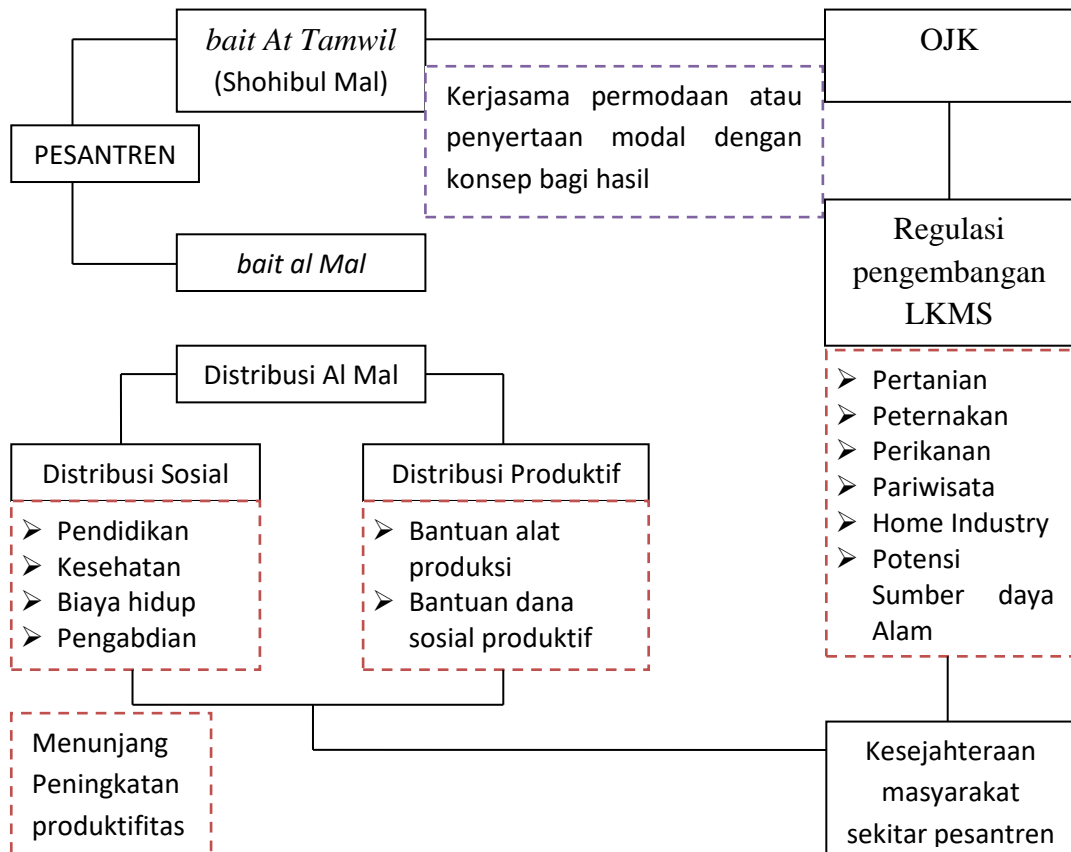 bait At Tamwil
(Shohibul Mal)
OJK
Kerjasama permodaan atau
penyertaan modal dengan
konsep bagi hasil
PESANTREN
bait al Mal
Regulasi
pengembangan
LKMS
Distribusi Al Mal
➢ Pertanian
➢ Peternakan
➢ Perikanan
➢ Pariwisata
➢ Home Industry
➢ Potensi
Sumber daya
Alam
Distribusi Sosial
➢ Pendidikan
➢ Kesehatan
➢ Biaya hidup
➢ Pengabdian
Distribusi Produktif
➢ Bantuan alat
produksi
➢ Bantuan dana
sosial produktif
Menunjang
Peningkatan
produktifitas
Kesejahteraan
masyarakat
sekitar pesantren